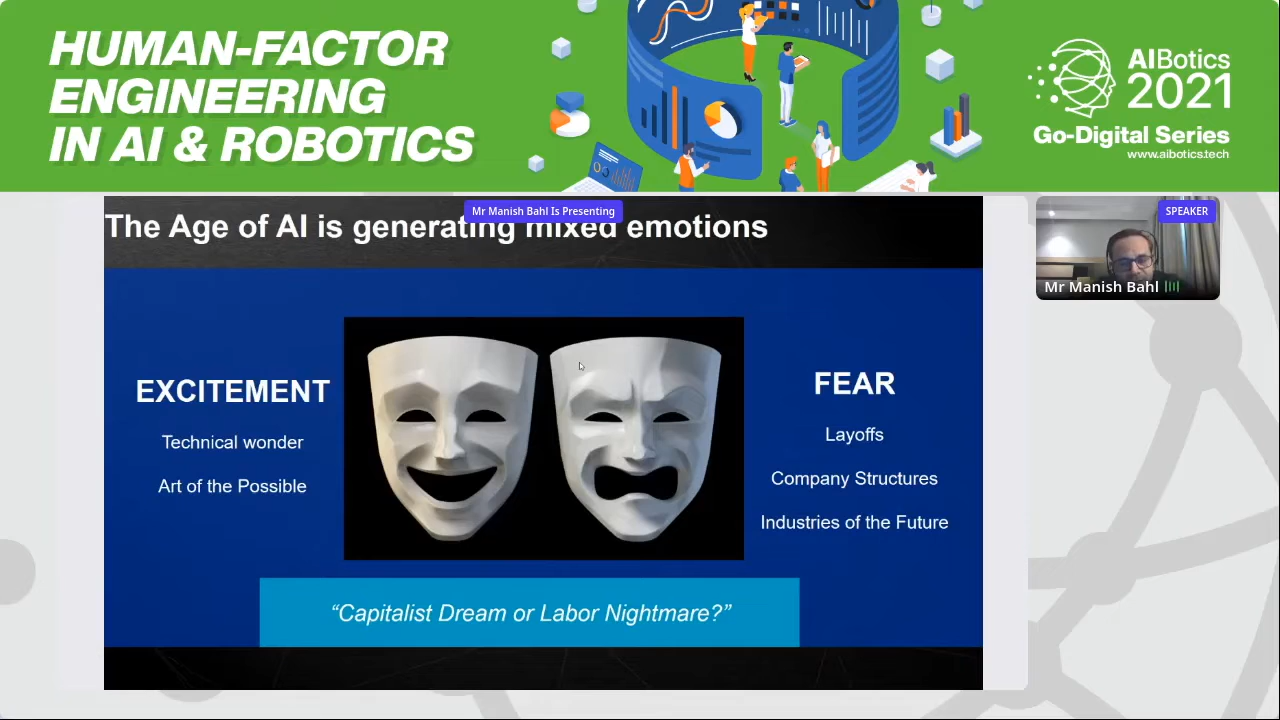 HUMAN-FACTOR
ENGINEERING
IN AI & ROBOTICS
AIBotics
2021
Go-Digital Series
www.aibotics.tech
Mr Manish Bahl Is Presenting
The Age of AI is generating mixed emotions
EXCITEMENT
Technical wonder
Art of the Possible
FEAR
Layoffs
Company Structures
Industries of the Future
“Capitalist Dream or Labor Nightmare?”
SPEAKER
Mr Manish Bahl